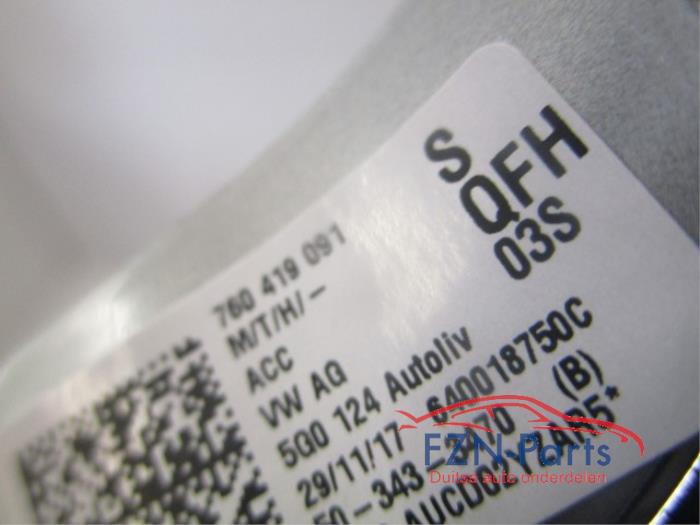 S
QFH
03S
760 419 091
M/T/H/-
ACC
VW AG
5G0 124 Autoliv
29/11/17 640018750C
(B)
FZN-Parts
Duitse auto onderdelen